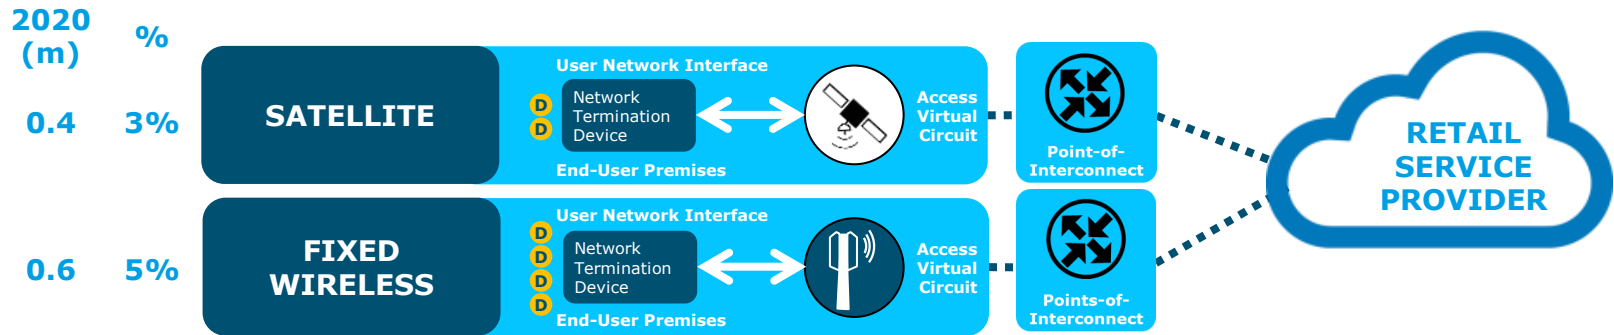 2020
(m)
%
0.4
3%
SATELLITE
User Network Interface
D
D
Network
Termination
Device
End-User Premises
Access
Virtual
Circuit
Point-of-
Interconnect
0.6
5%
FIXED
WIRELESS
User Network Interface
D
D
D
D
Network
Termination
Device
End-User Premises
Access
Virtual
Circuit
Points-of-
Interconnect
RETAIL
SERVICE
PROVIDER